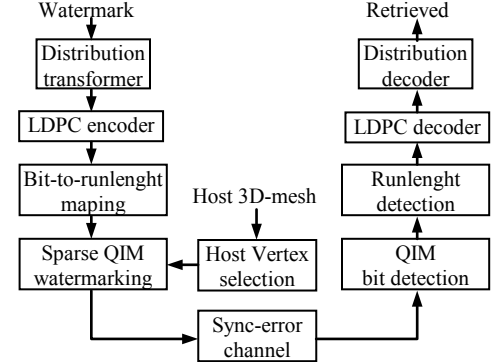 Watermark
Distribution
transformer
LDPC encoder
Bit-to-runlenght
maping
Sparse QIM
watermarking
Host 3D-mesh
Host Vertex
selection
Sync-error
channel
Retrieved
Distribution
decoder
LDPC decoder
Runlenght
detection
QIM
bit detection